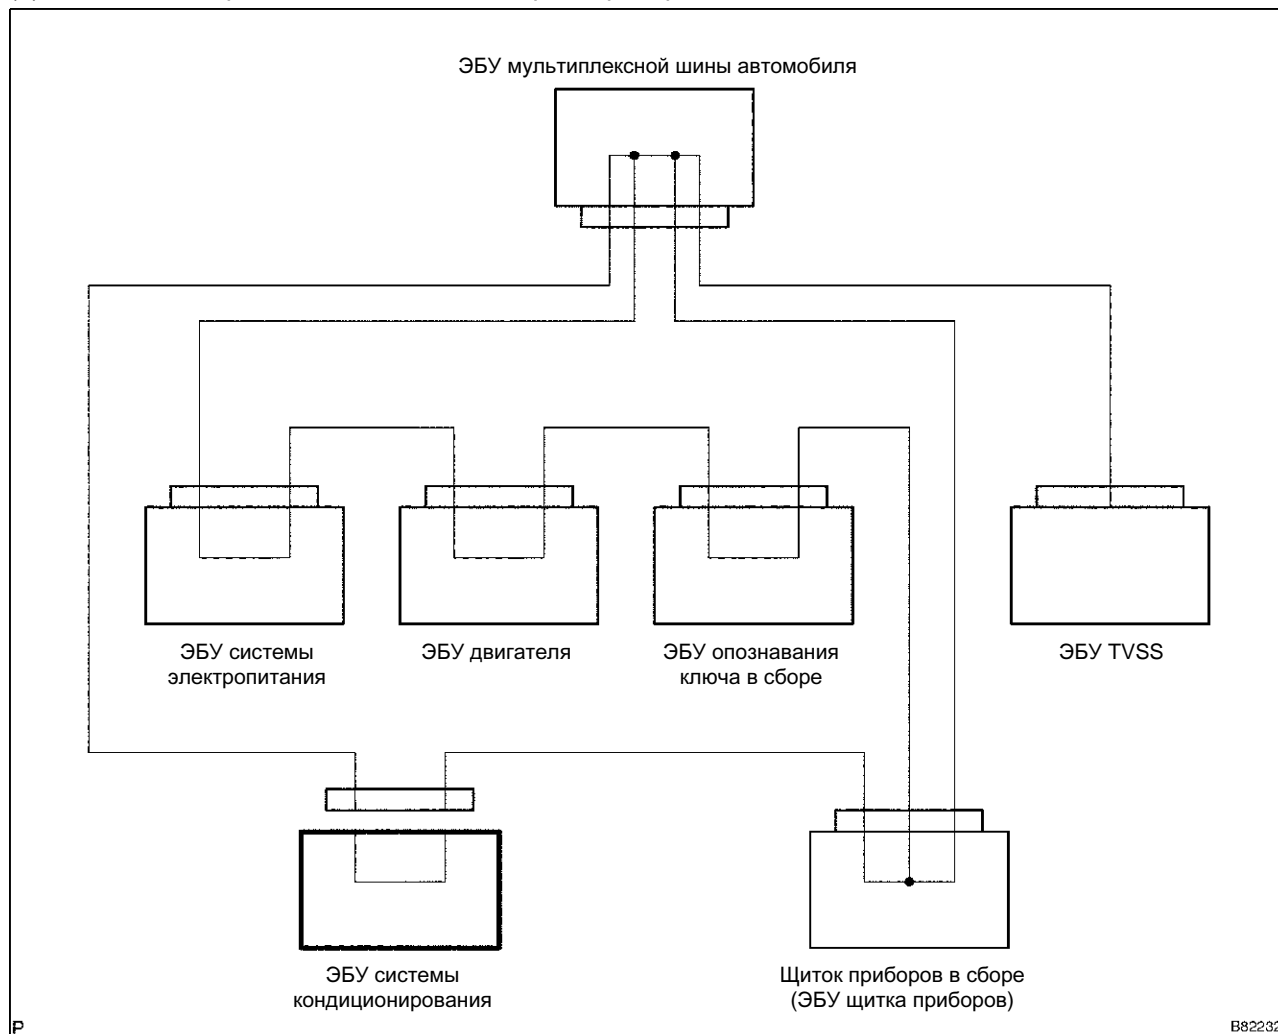 ЭБУ мультиплексной шины автомобиля
ЭБУ системы
электропитания
ЭБУ двигателя
ЭБУ опознавания
ключа в сборе
ЭБУ TVSS
ЭБУ системы
кондиционирования
Щиток приборов в сборе
(ЭБУ щитка приборов)
P
B82232